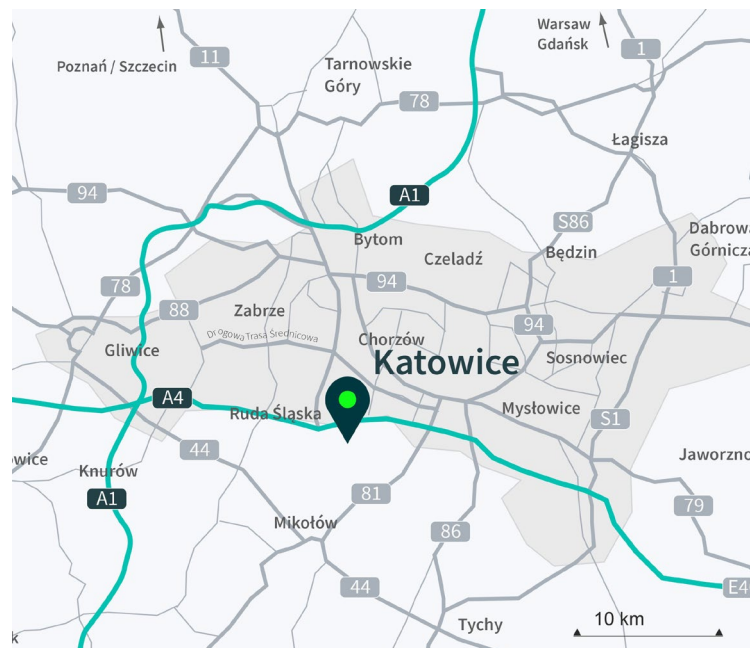 Warsaw
Gdańsk
1
11
Poznań / Szczecin
Tarnowskie
Góry
78
Łagisza
94
A1
S86
Bytom
Czeladź
Będzin
Dabrowa
Górnicza
1
78
94
88
Zabrze
94
Drogowa Trasa Średnicowa
Chorzów
Katowice
Gliwice
Sosnowiec
A4
Ruda Śląska
Mysłowice
S1
44
owice
Knurów
Jaworzno
A1
81
79
Mikołów
86
44
E4
Tychy
10 km
k